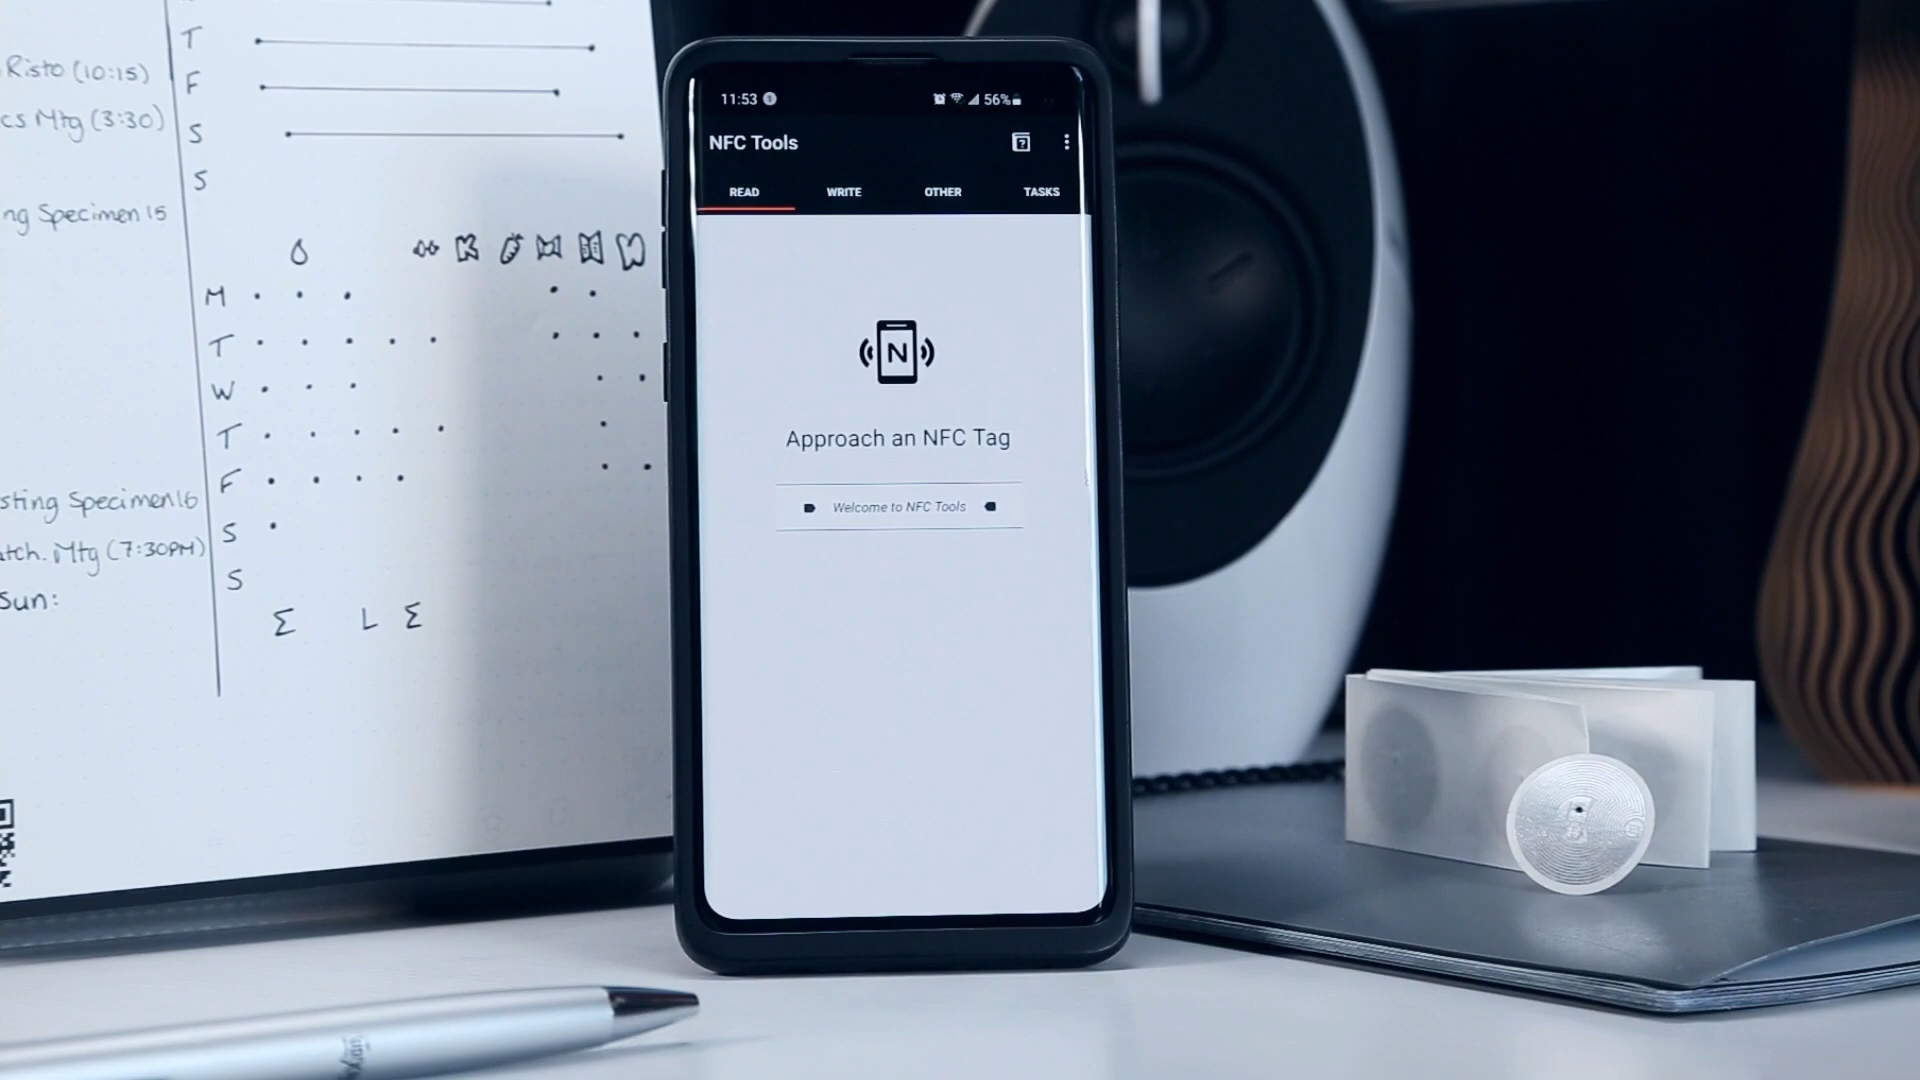 T
Risto (10:15)
F
cs Mtg (3:30)
S
S
ng Specimen 15
M
T
W
T
F
sting Specimen 16
S
atch. Mtg (7:30PM)
S
Sun:
Σ L Σ
11:53
56%
NFC Tools
READ WRITE OTHER TASKS
N
Approach an NFC Tag
Welcome to NFC Tools